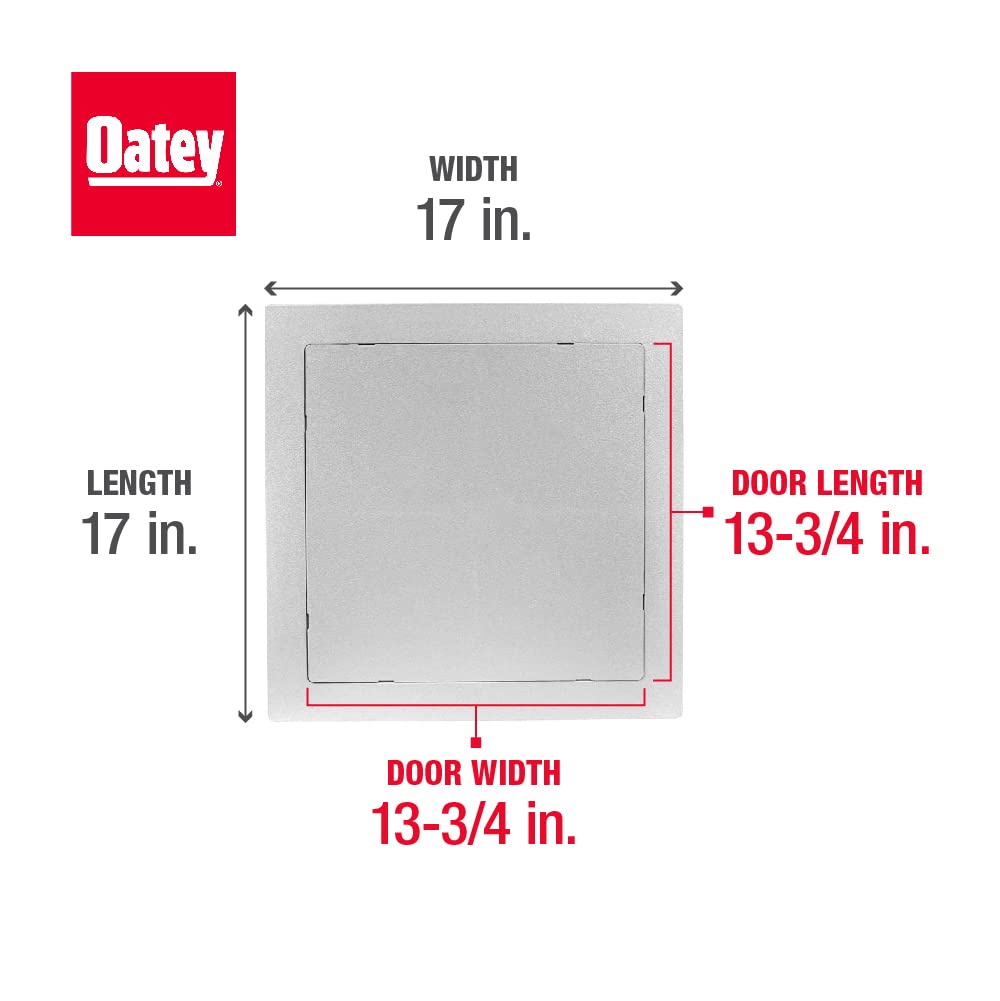 Oatey®
WIDTH
17 in.
LENGTH
17 in.
DOOR LENGTH
13-3/4 in.
DOOR WIDTH
13-3/4 in.